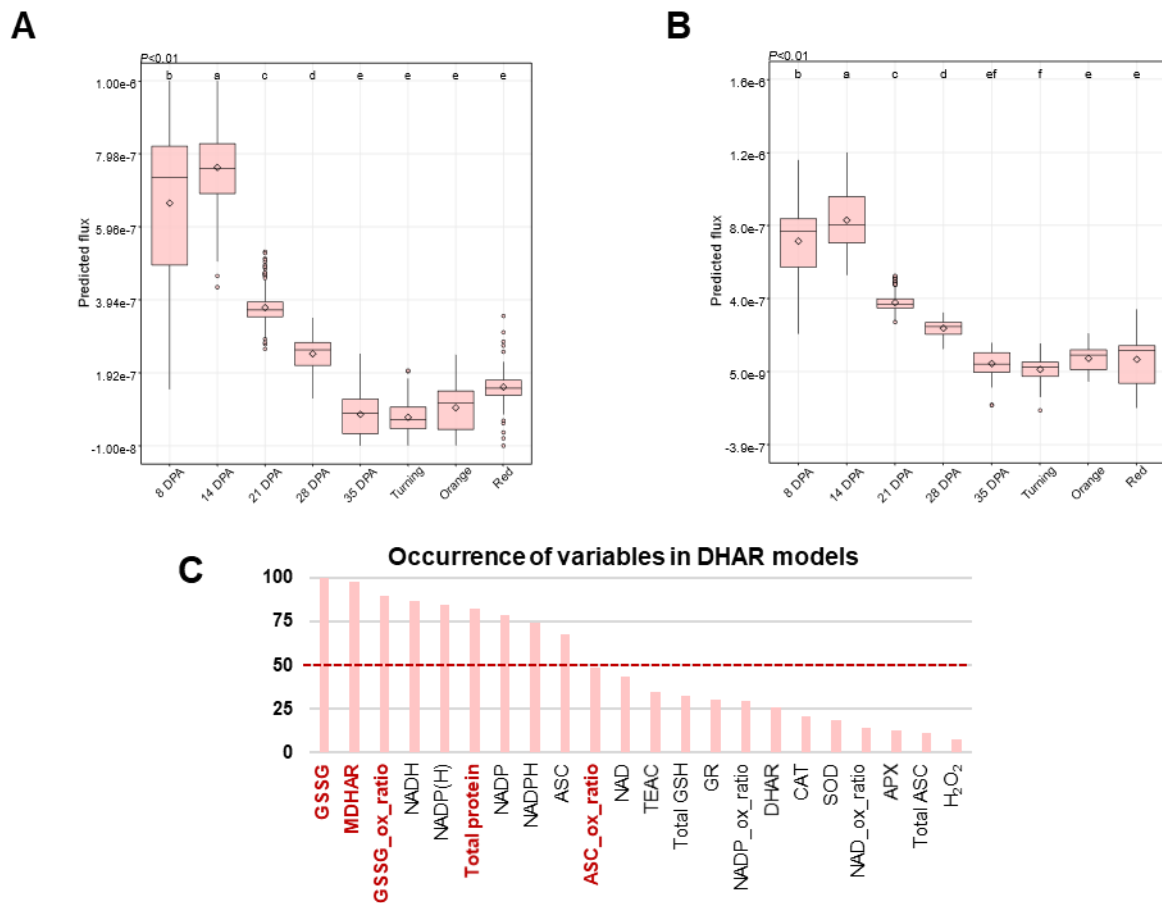 A
P<0.01
b a c d e e e e
1.00e-6
7.98e-7
5.96e-7
3.94e-7
1.92e-7
-1.00e-8
Predicted flux
8 DPA 14 DPA 21 DPA 28 DPA 35 DPA Turning Orange Red
B
P<0.01
b a c d ef f e e
1.6e-6
1.2e-6
8.0e-7
4.0e-7
5.0e-9
-3.9e-7
Predicted flux
8 DPA 14 DPA 21 DPA 28 DPA 35 DPA Turning Orange Red
C
Occurrence of variables in DHAR models
100
75
50
25
0
GSSG MDHAR GSSG_ox_ratio NADH NADP(H) Total protein NADP NADPH ASC ASC_ox_ratio NAD TEAC Total GSH GR NADP_ox_ratio DHAR CAT SOD NAD_ox_ratio APX Total ASC H₂O₂